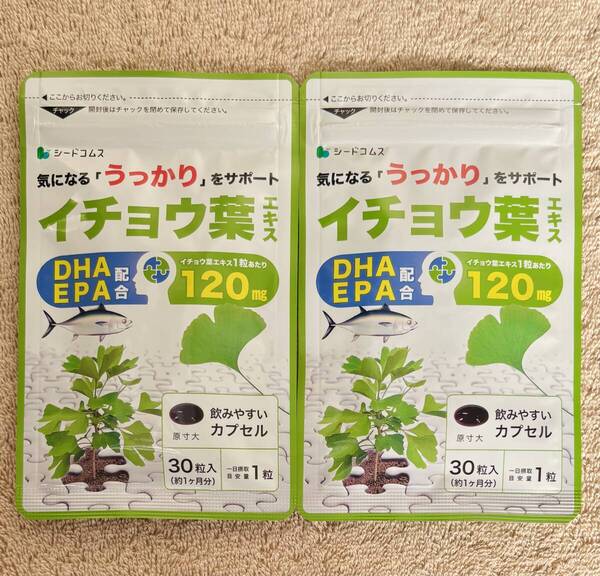 ここからお切りください。
チャック 開封後はチャックを閉めて保存してください。
シードコムス
気になる「うっかり」をサポート
イチョウ葉エキス
DHA
EPA
配合
イチョウ葉エキス1粒あたり
120mg
原寸大
飲みやすい
カプセル
30粒入
(約1ヶ月分)
一日摂取
目安量
1粒
ここからお切りください。
チャック 開封後はチャックを閉めて保存してください。
シードコムス
気になる「うっかり」をサポート
イチョウ葉エキス
DHA
EPA
配合
イチョウ葉エキス1粒あたり
120mg
原寸大
飲みやすい
カプセル
30粒入
(約1ヶ月分)
一日摂取
目安量
1粒